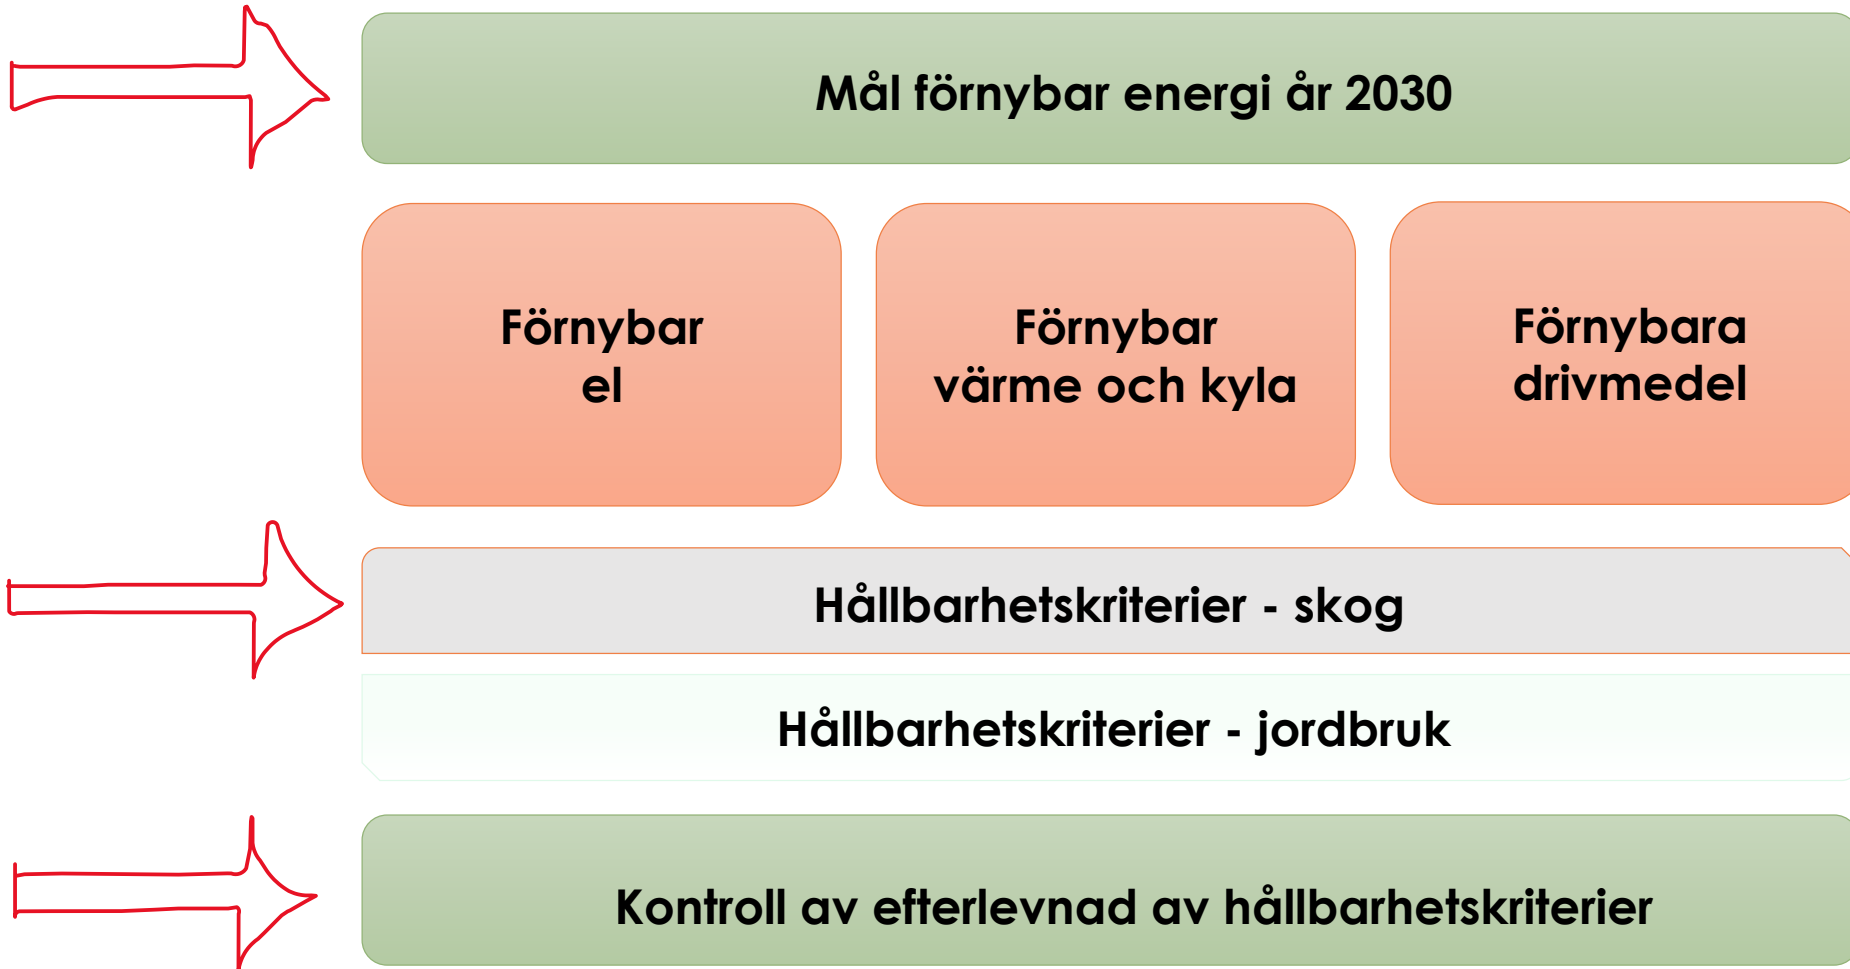 Mål förnybar energi år 2030
Förnybar
el
Förnybar
värme och kyla
Förnybara
drivmedel
Hållbarhetskriterier - skog
Hållbarhetskriterier - jordbruk
Kontroll av efterlevnad av hållbarhetskriterier